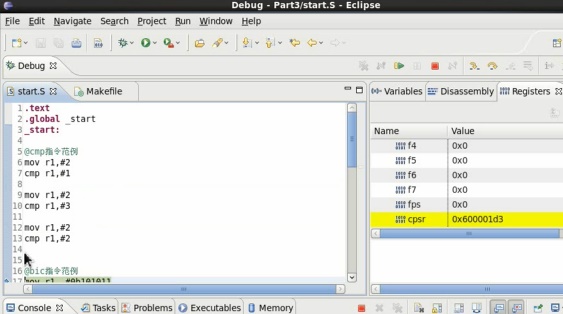 Debug - Part3/start.S - Eclipse
File Edit Navigate Search Project Run Window Help
Debug
start.S Makefile
Variables Disassembly Registers
1 .text
2 .global _start
3 _start:
4
5 @cmp指令范例
6 mov r1,#2
7 cmp r1,#1
8
9 mov r1,#2
10 cmp r1,#3
11
12 mov r1,#2
13 cmp r1,#2
14
15
16 @bic指令范例
17 mov r1, #0b101011
Name Value
f4 0x0
f5 0x0
f6 0x0
f7 0x0
fps 0x0
cpsr 0x600001d3
Console Tasks Problems Executables Memory